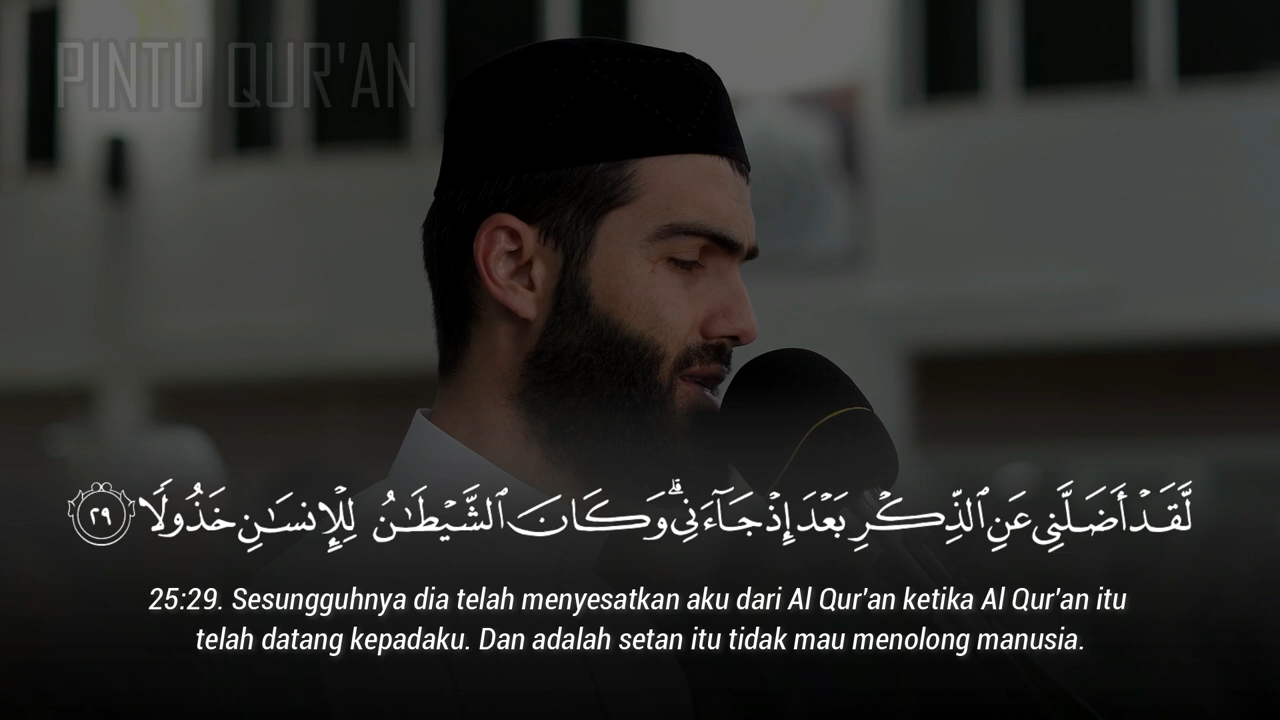 PINTU QUR'AN
لَّقَدْ أَضَلَّنِى عَنِ ٱلذِّكْرِ بَعْدَ إِذْ جَآءَنِى ۗ وَكَانَ ٱلشَّيْطَـٰنُ لِلْإِنسَـٰنِ خَذُولًا ٢٩
25:29. Sesungguhnya dia telah menyesatkan aku dari Al Qur'an ketika Al Qur'an itu
telah datang kepadaku. Dan adalah setan itu tidak mau menolong manusia.